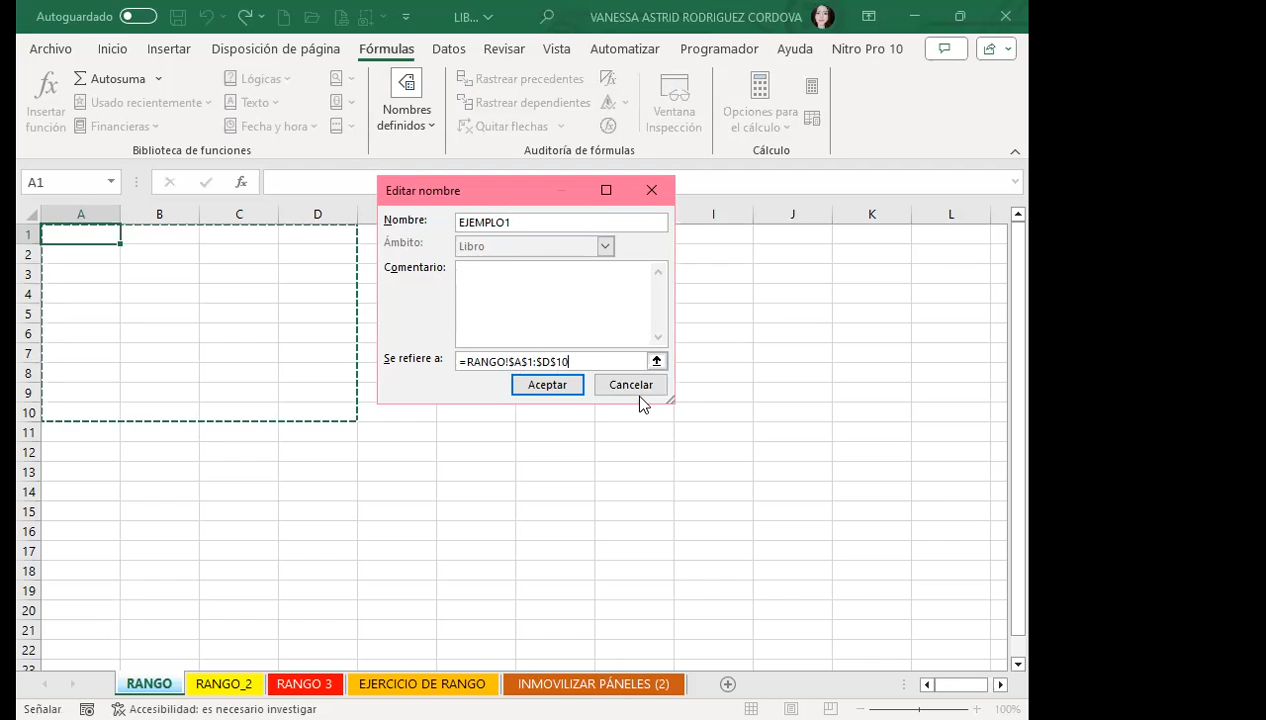 Autoguardado
LIB...
VANESSA ASTRID RODRIGUEZ CORDOVA
Archivo
Inicio
Insertar
Disposición de página
Fórmulas
Datos
Revisar
Vista
Automatizar
Programador
Ayuda
Nitro Pro 10
fx
Insertar
función
Autosuma
Usado recientemente
Financieras
Lógicas
Texto
Fecha y hora
Biblioteca de funciones
Nombres
definidos
Rastrear precedentes
Rastrear dependientes
Quitar flechas
Ventana
Inspección
Auditoría de fórmulas
Opciones para
el cálculo
Cálculo
A1
fx
Editar nombre
Nombre:
EJEMPLO1
Ámbito:
Libro
Comentario:
Se refiere a:
=RANGO!$A$1:$D$10
Aceptar
Cancelar
A B C D I J K L
1
2
3
4
5
6
7
8
9
10
11
12
13
14
15
16
17
18
19
20
21
22
23
RANGO
RANGO_2
RANGO 3
EJERCICIO DE RANGO
INMOVILIZAR PÁNELES (2)
Señalar
Accesibilidad: es necesario investigar
100%